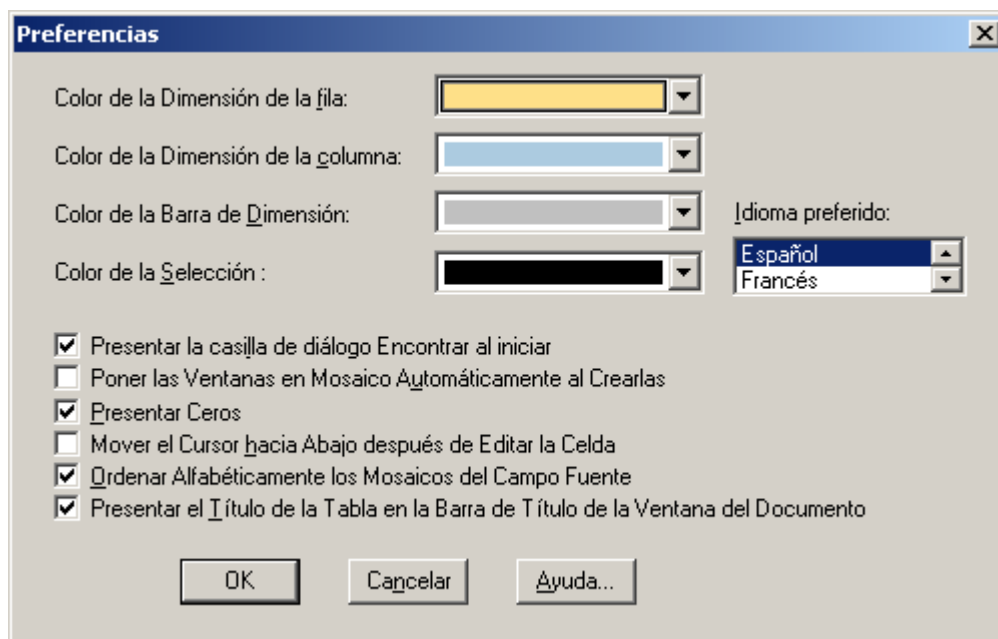 Preferencias
Color de la Dimensión de la fila:
Color de la Dimensión de la columna:
Color de la Barra de Dimensión:
Idioma preferido:
Español
Color de la Selección :
Francés
Presentar la casilla de diálogo Encontrar al iniciar
Poner las Ventanas en Mosaico Automáticamente al Crearlas
Presentar Ceros
Mover el Cursor hacia Abajo después de Editar la Celda
Ordenar Alfabéticamente los Mosaicos del Campo Fuente
Presentar el Título de la Tabla en la Barra de Título de la Ventana del Documento
OK Cancelar Ayuda...